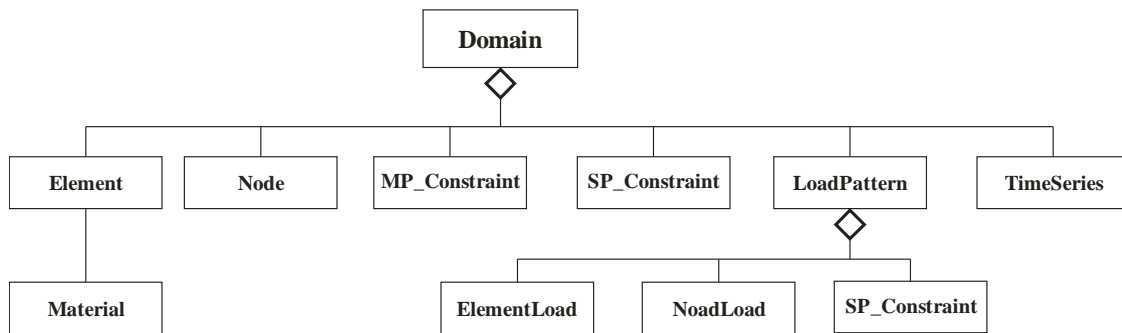 Domain
Element
Node
MP_Constraint
SP_Constraint
LoadPattern
TimeSeries
Material
ElementLoad
NoadLoad
SP_Constraint